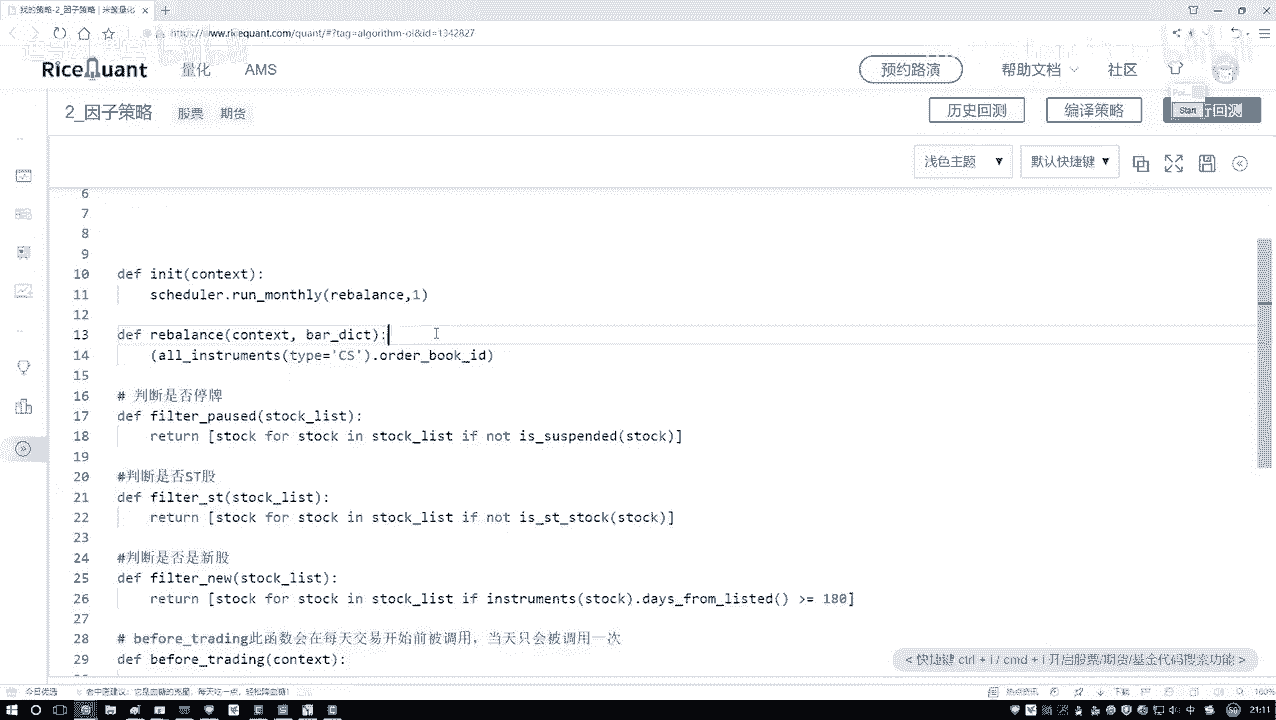 我的策略-2_因子策略 | 米筐量化
https://www.ricequant.com/quant/#?tag=algorithm-oi&id=1342827
RiceQuant
量化
AMS
预约路演
帮助文档
社区
2_因子策略
股票
期货
历史回测
编译策略
Start
行回测
浅色主题 ▼
默认快捷键 ▼
6
7
8
9
10 def init(context):
11 scheduler.run_monthly(rebalance,1)
12
13 def rebalance(context, bar_dict):
14 (all_instruments(type='CS').order_book_id)
15
16 # 判断是否停牌
17 def filter_paused(stock_list):
18 return [stock for stock in stock_list if not is_suspended(stock)]
19
20 #判断是否ST股
21 def filter_st(stock_list):
22 return [stock for stock in stock_list if not is_st_stock(stock)]
23
24 #判断是否是新股
25 def filter_new(stock_list):
26 return [stock for stock in stock_list if instruments(stock).days_from_listed() >= 180]
27
28 # before_trading此函数会在每天交易开始前被调用，当天只会被调用一次
29 def before_trading(context):
< 快捷键 ctrl + i / cmd + i 开启股票/期货/基金代码搜索功能 >
今日优选
21:11